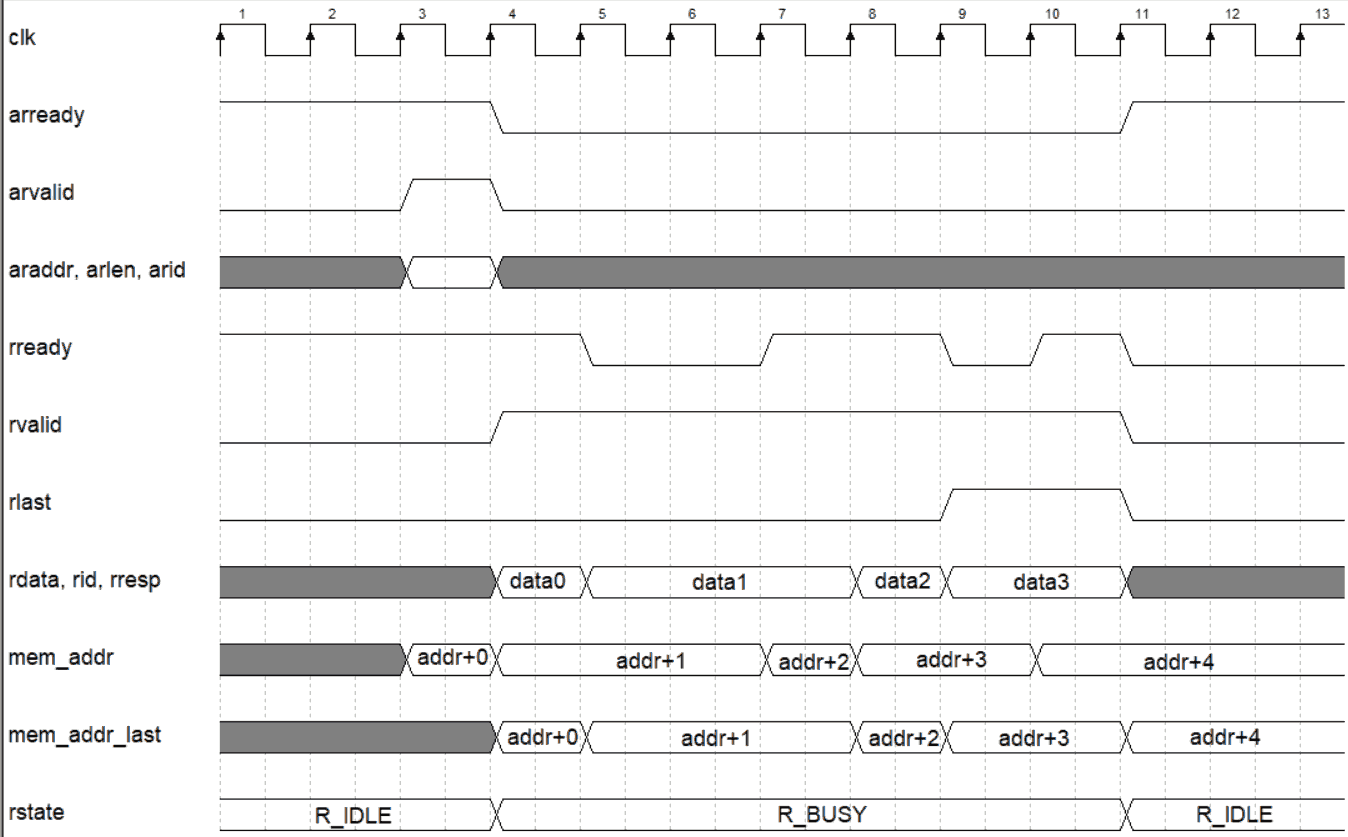 1 2 3 4 5 6 7 8 9 10 11 12 13
clk
arready
arvalid
araddr, arlen, arid
rready
rvalid
rlast
rdata, rid, rresp data0 data1 data2 data3
mem_addr addr+0 addr+1 addr+2 addr+3 addr+4
mem_addr_last addr+0 addr+1 addr+2 addr+3 addr+4
rstate R_IDLE R_BUSY R_IDLE